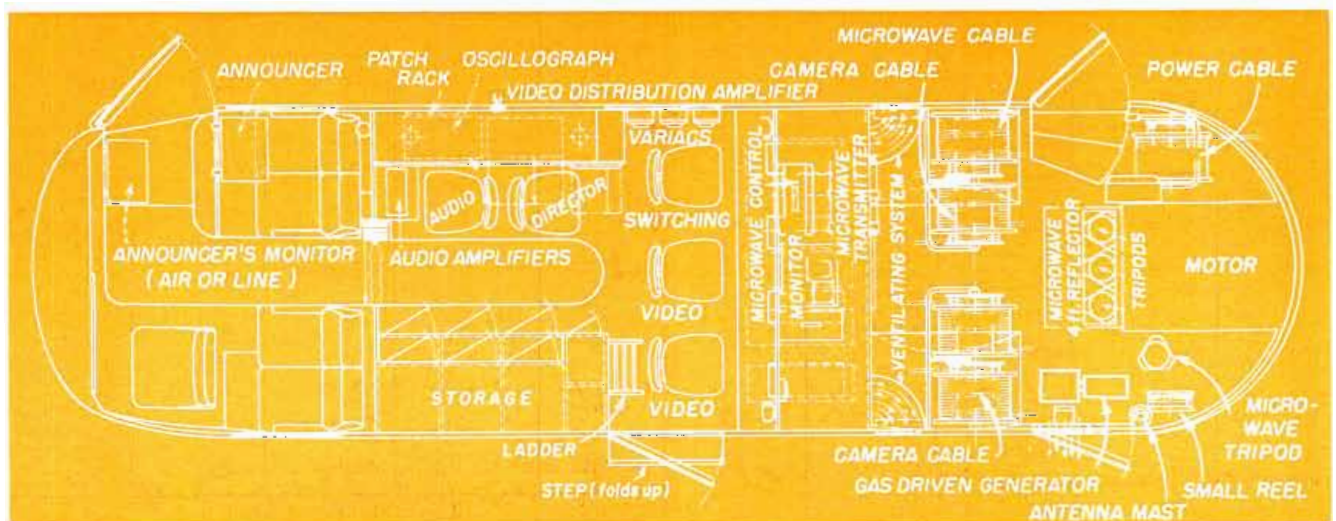 MICROWAVE CABLE
ANNOUNCER
PATCH
RACK
OSCILLOGRAPH
CAMERA CABLE
POWER CABLE
VIDEO DISTRIBUTION AMPLIFIER
VARIACS
AUDIO
DIRECTOR
SWITCHING
MICROWAVE CONTROL
MONITOR
MICROWAVE
TRANSMITTER
VENTILATING SYSTEM
MICROWAVE
4 ft. REFLECTOR
TRIPODS
MOTOR
ANNOUNCER'S MONITOR
(AIR OR LINE)
AUDIO AMPLIFIERS
VIDEO
STORAGE
VIDEO
LADDER
STEP (folds up)
CAMERA CABLE
GAS DRIVEN GENERATOR
ANTENNA MAST
SMALL REEL
MICRO-
WAVE
TRIPOD